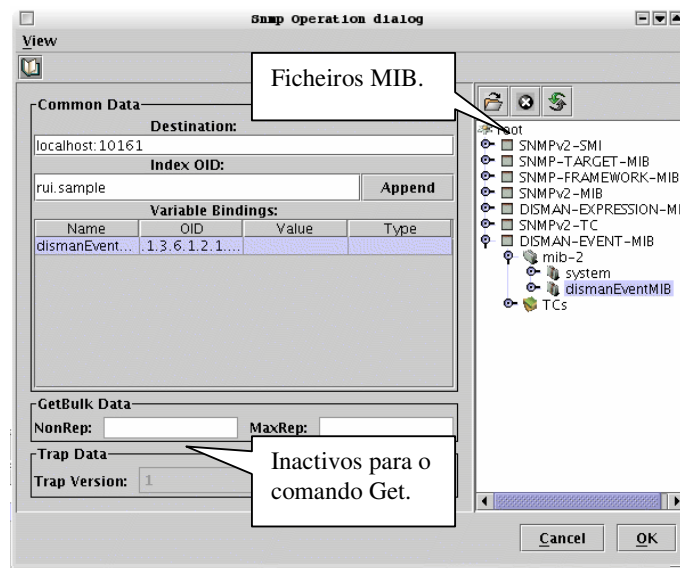 Snmp Operation dialog
View
Ficheiros MIB.
Common Data
Destination:
localhost:10161
Index OID:
rui.sample
Append
Variable Bindings:
Name OID Value Type
dismanEvent... .1.3.6.1.2.1....
GetBulk Data
NonRep: MaxRep:
Trap Data
Trap Version: 1
Inactivos para o
comando Get.
root
SNMPv2-SMI
SNMP-TARGET-MIB
SNMP-FRAMEWORK-MIB
SNMPv2-MIB
DISMAN-EXPRESSION-MI
SNMPv2-TC
DISMAN-EVENT-MIB
mib-2
system
dismanEventMIB
TCs
Cancel OK